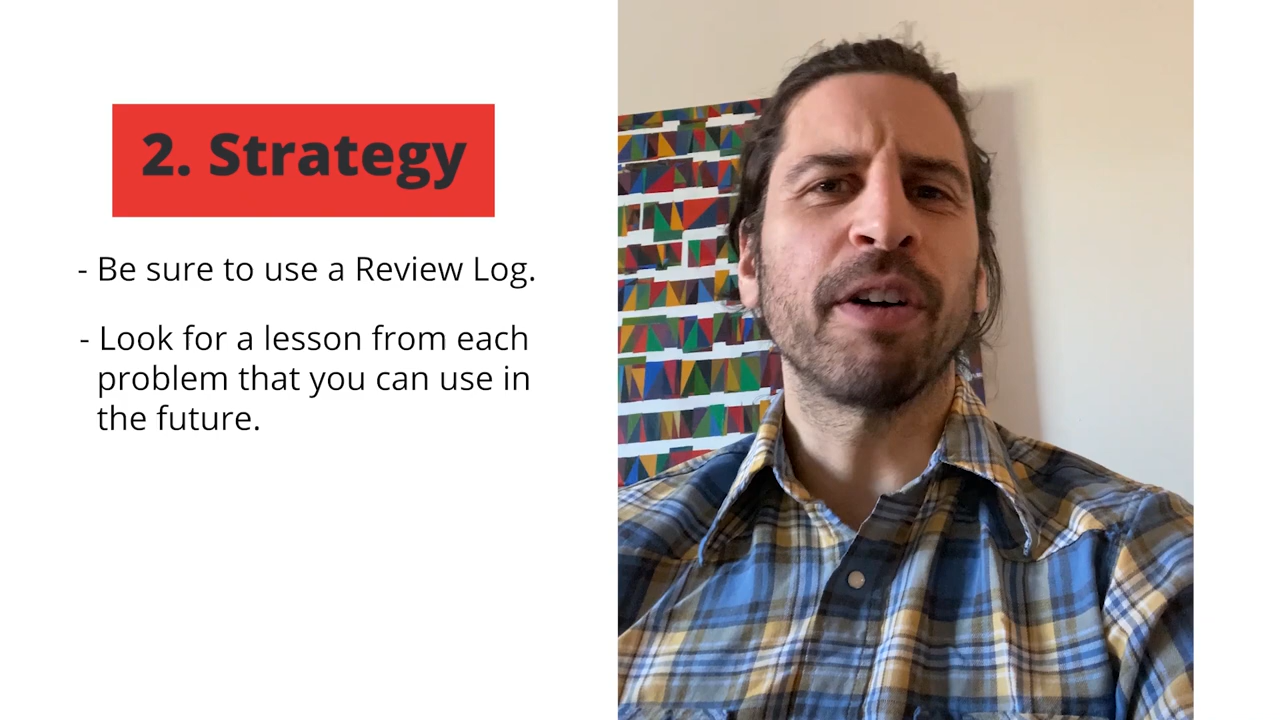 2. Strategy
- Be sure to use a Review Log.
- Look for a lesson from each
problem that you can use in
the future.